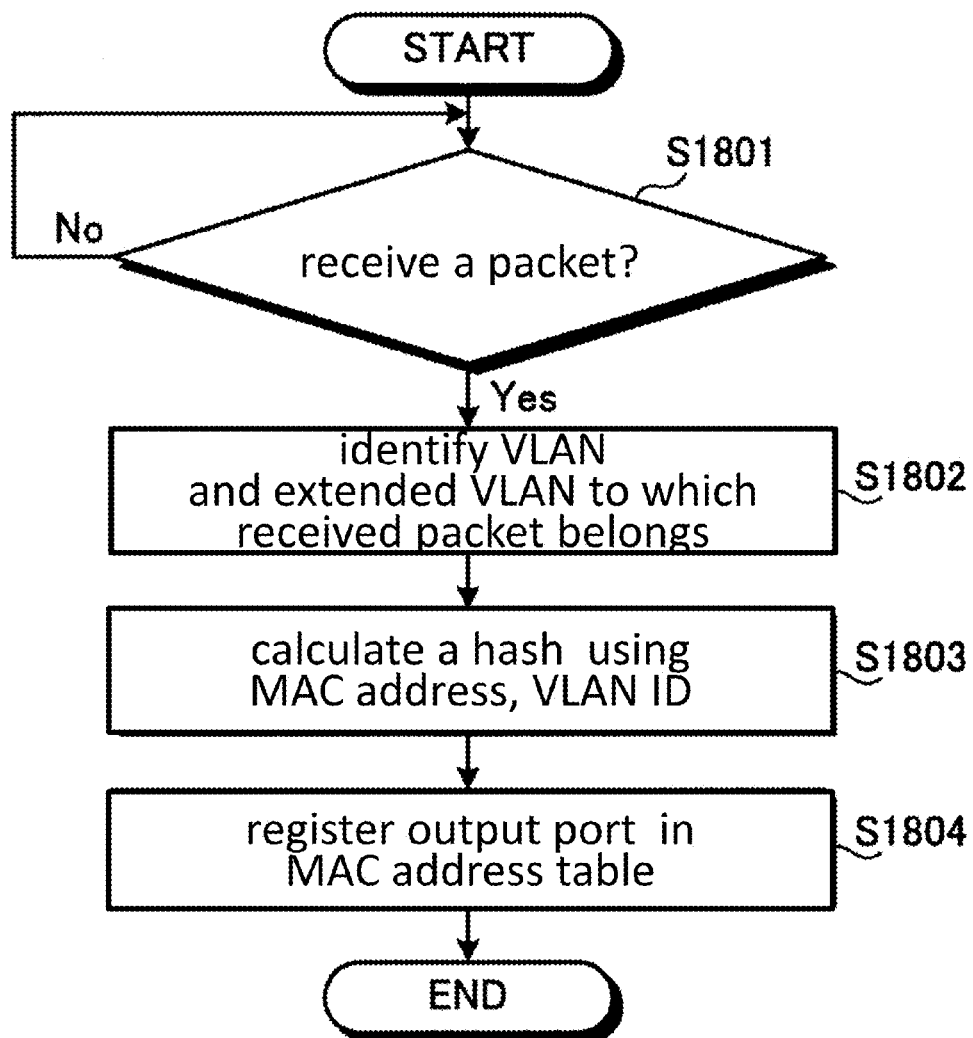 START
S1801
No
receive a packet?
Yes
identify VLAN
and extended VLAN to which
received packet belongs
S1802
calculate a hash using
MAC address, VLAN ID
S1803
register output port in
MAC address table
S1804
END